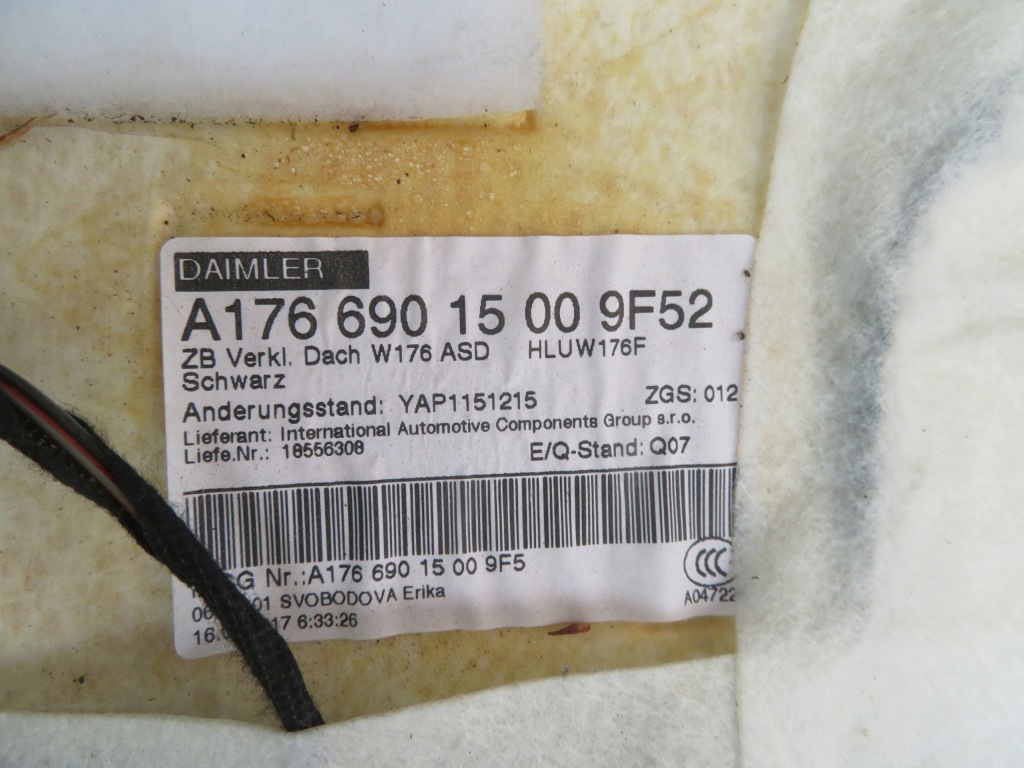 DAIMLER
A176 690 15 00 9F52
ZB Verkl. Dach W176 ASD HLUW176F
Schwarz
Anderungsstand: YAP1151215 ZGS: 012
Lieferant: International Automotive Components Group s.r.o.
Liefe.Nr.: 18556308 E/Q-Stand: Q07
Nr.:A176 690 15 00 9F5
CCC
SVOBODOVA Erika
A04722
6:33:26